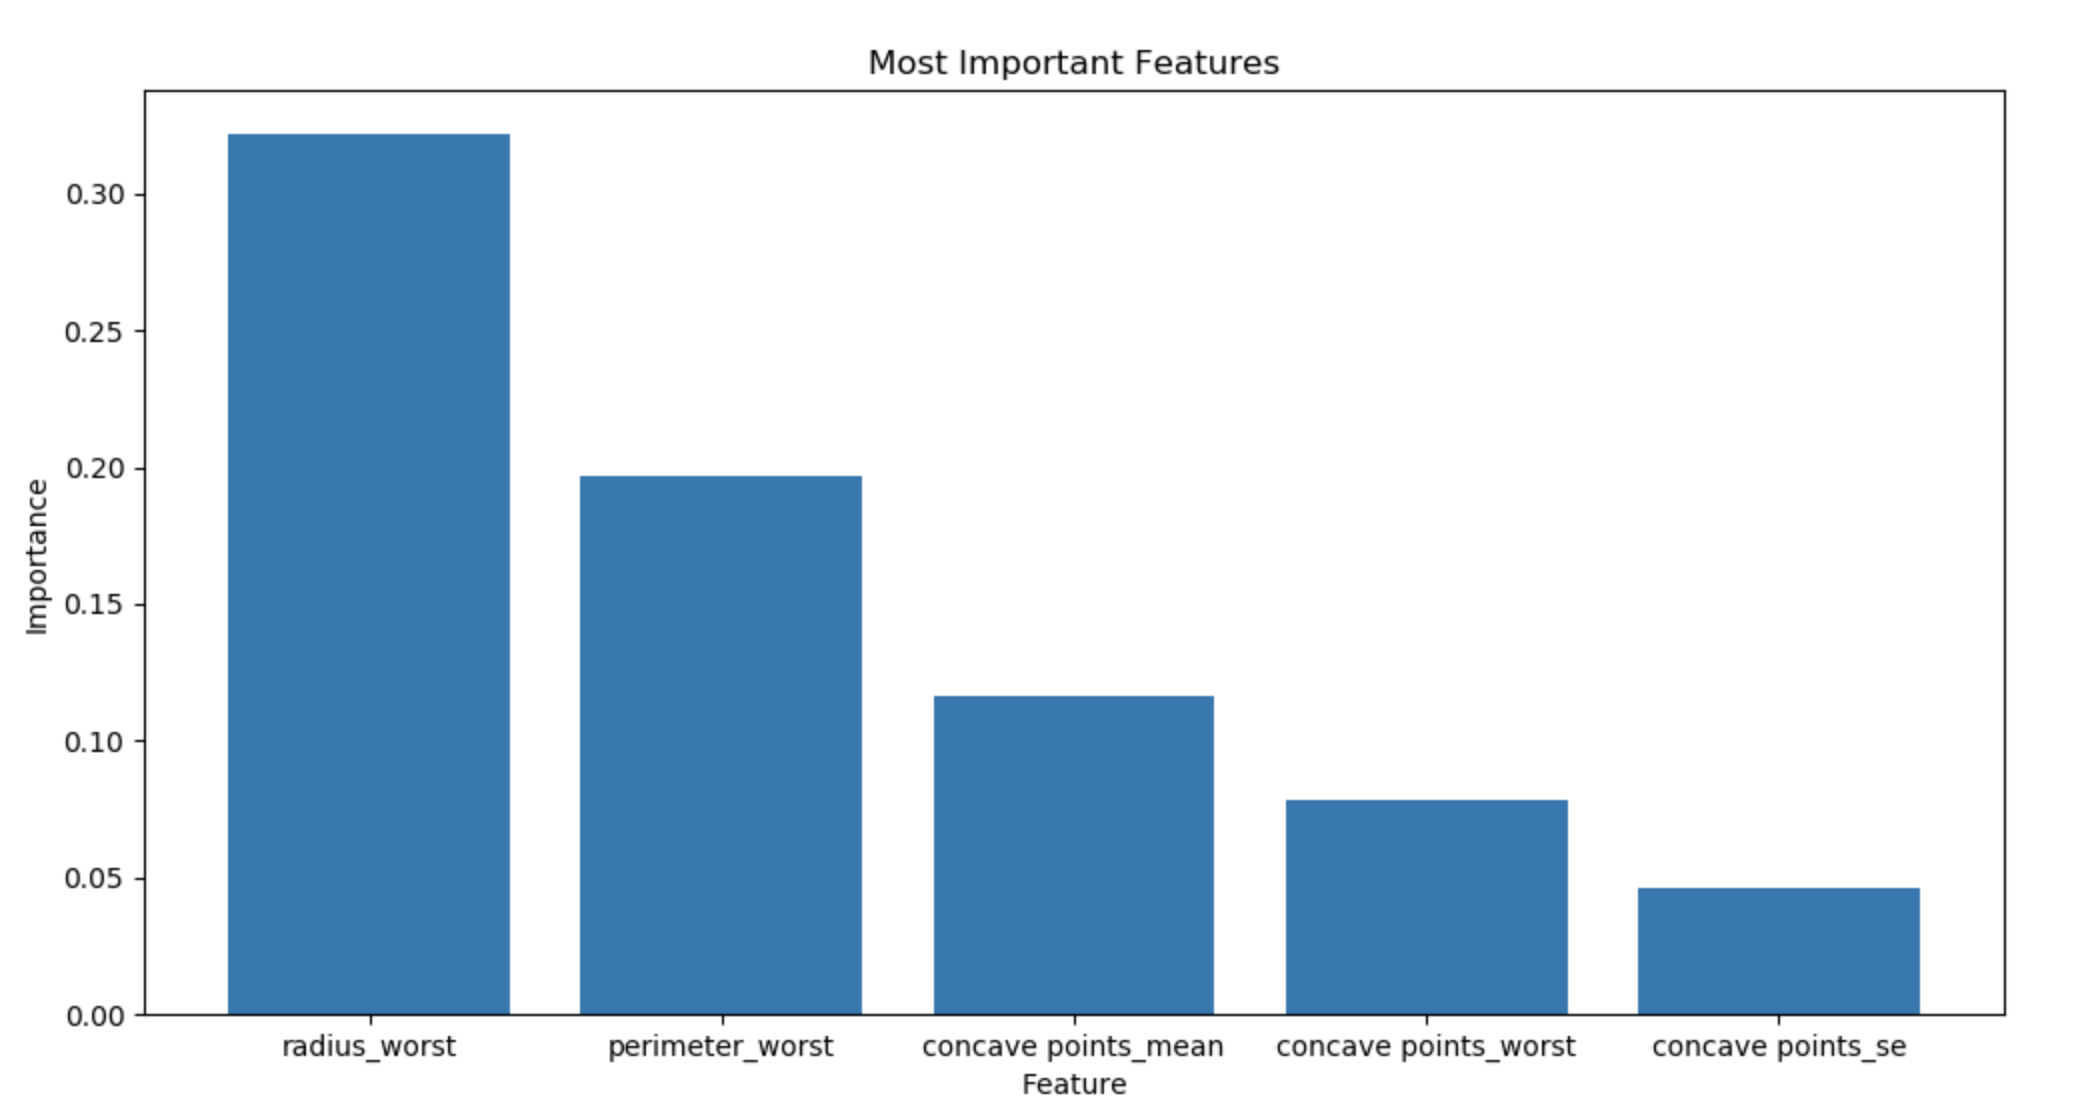 Most Important Features
Importance
0.30
0.25
0.20
0.15
0.10
0.05
0.00
radius_worst perimeter_worst concave points_mean concave points_worst concave points_se
Feature